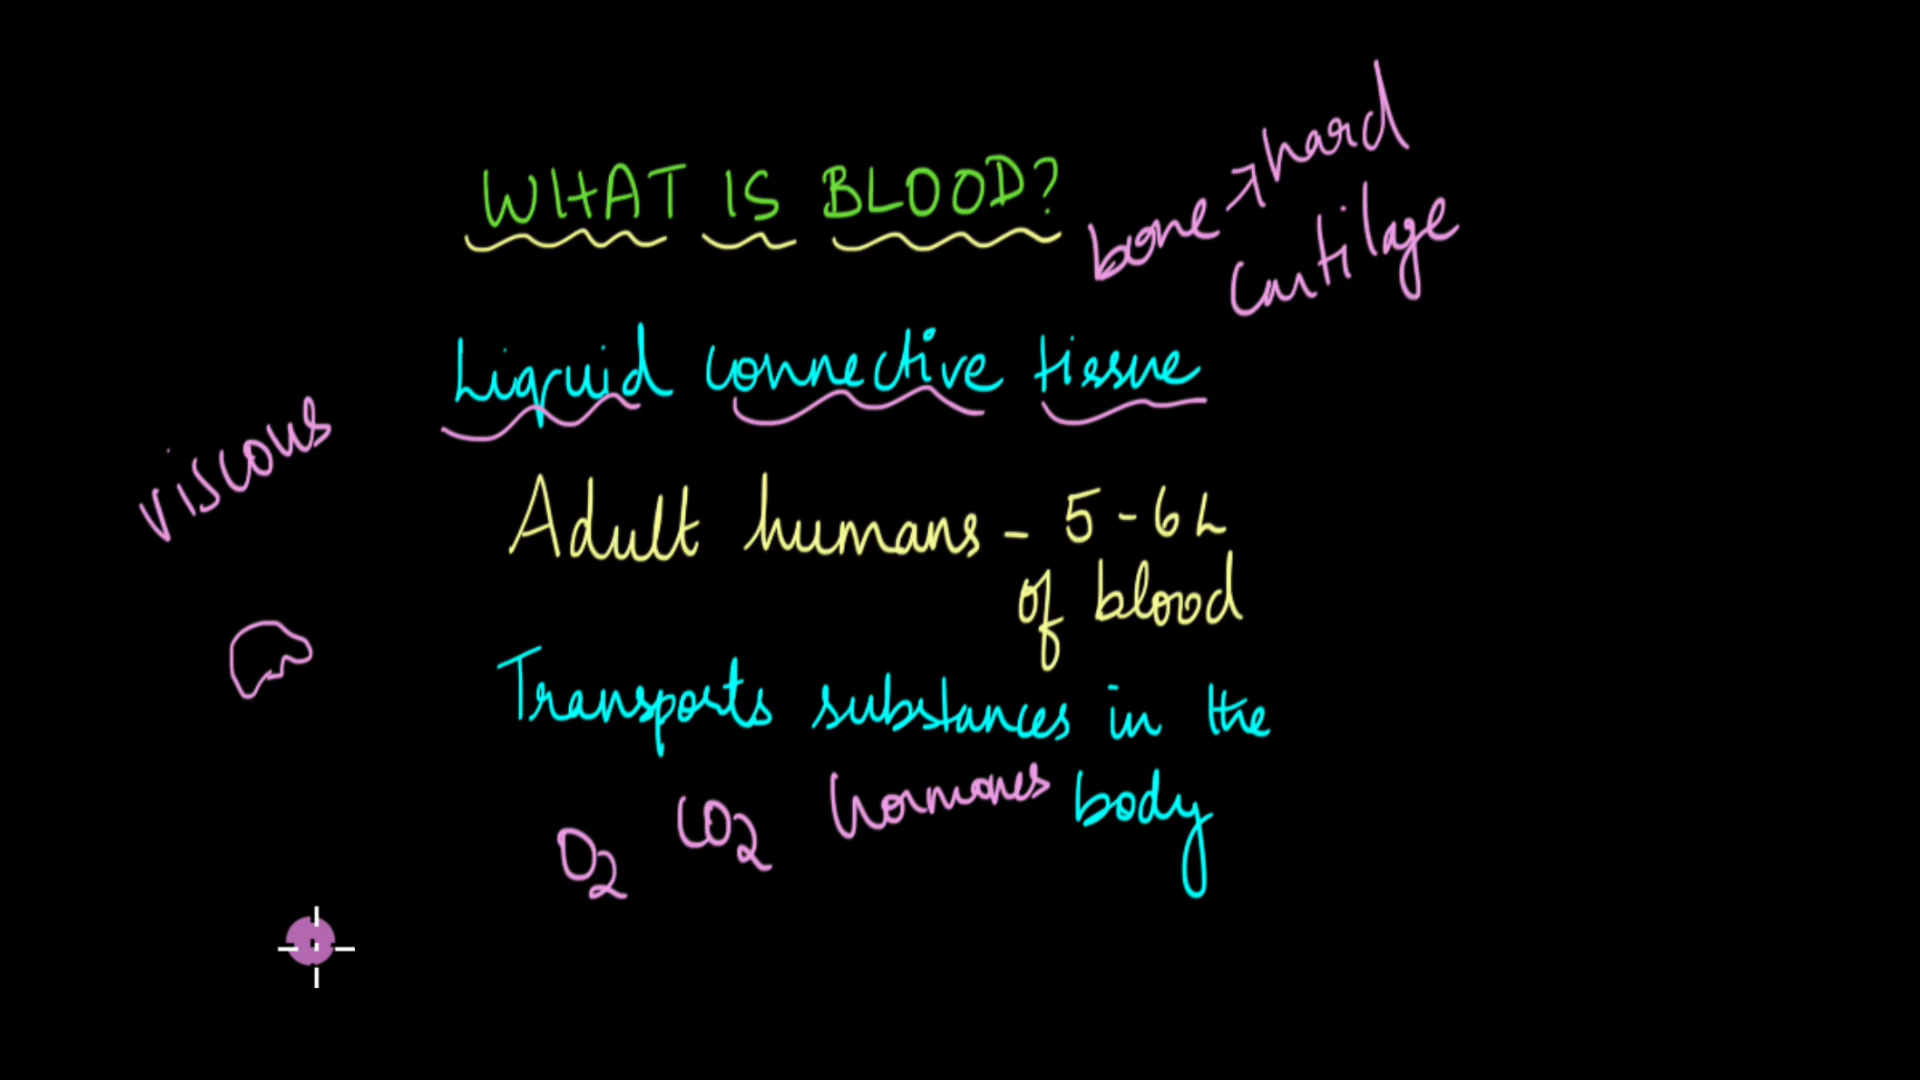 WHAT IS BLOOD?
bone → hard
Cartilage
Liquid connective tissue
viscous
Adult humans - 5-6L
of blood
Transports substances in the
body
O2 CO2 hormones